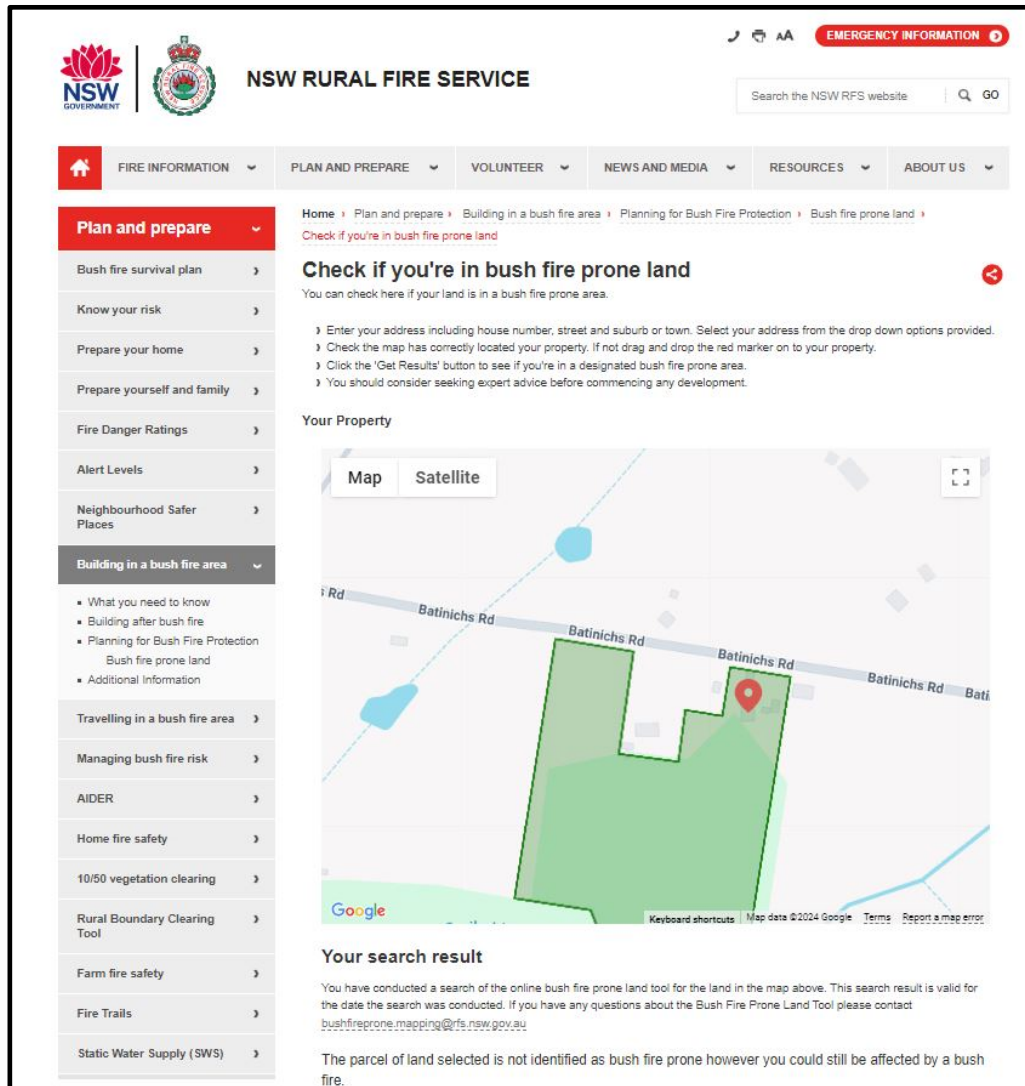 AA
EMERGENCY INFORMATION
NSW
GOVERNMENT
NSW RURAL FIRE SERVICE
Search the NSW RFS website
GO
FIRE INFORMATION
PLAN AND PREPARE
VOLUNTEER
NEWS AND MEDIA
RESOURCES
ABOUT US
Plan and prepare
Bush fire survival plan
Know your risk
Prepare your home
Prepare yourself and family
Fire Danger Ratings
Alert Levels
Neighbourhood Safer
Places
Building in a bush fire area
What you need to know
Building after bush fire
Planning for Bush Fire Protection
Bush fire prone land
Additional Information
Travelling in a bush fire area
Managing bush fire risk
AIDER
Home fire safety
10/50 vegetation clearing
Rural Boundary Clearing
Tool
Farm fire safety
Fire Trails
Static Water Supply (SWS)
Home › Plan and prepare › Building in a bush fire area › Planning for Bush Fire Protection › Bush fire prone land ›
Check if you're in bush fire prone land
Check if you're in bush fire prone land
You can check here if your land is in a bush fire prone area.
› Enter your address including house number, street and suburb or town. Select your address from the drop down options provided.
› Check the map has correctly located your property. If not drag and drop the red marker on to your property.
› Click the 'Get Results' button to see if you're in a designated bush fire prone area.
› You should consider seeking expert advice before commencing any development.
Your Property
Map
Satellite
s Rd
Batinichs Rd
Batinichs Rd
Batinichs Rd
Batinichs Rd
Bati
Google
Keyboard shortcuts
Map data ©2024 Google
Terms
Report a map error
Your search result
You have conducted a search of the online bush fire prone land tool for the land in the map above. This search result is valid for
the date the search was conducted. If you have any questions about the Bush Fire Prone Land Tool please contact
bushfireprone.mapping@rfs.nsw.gov.au
The parcel of land selected is not identified as bush fire prone however you could still be affected by a bush
fire.